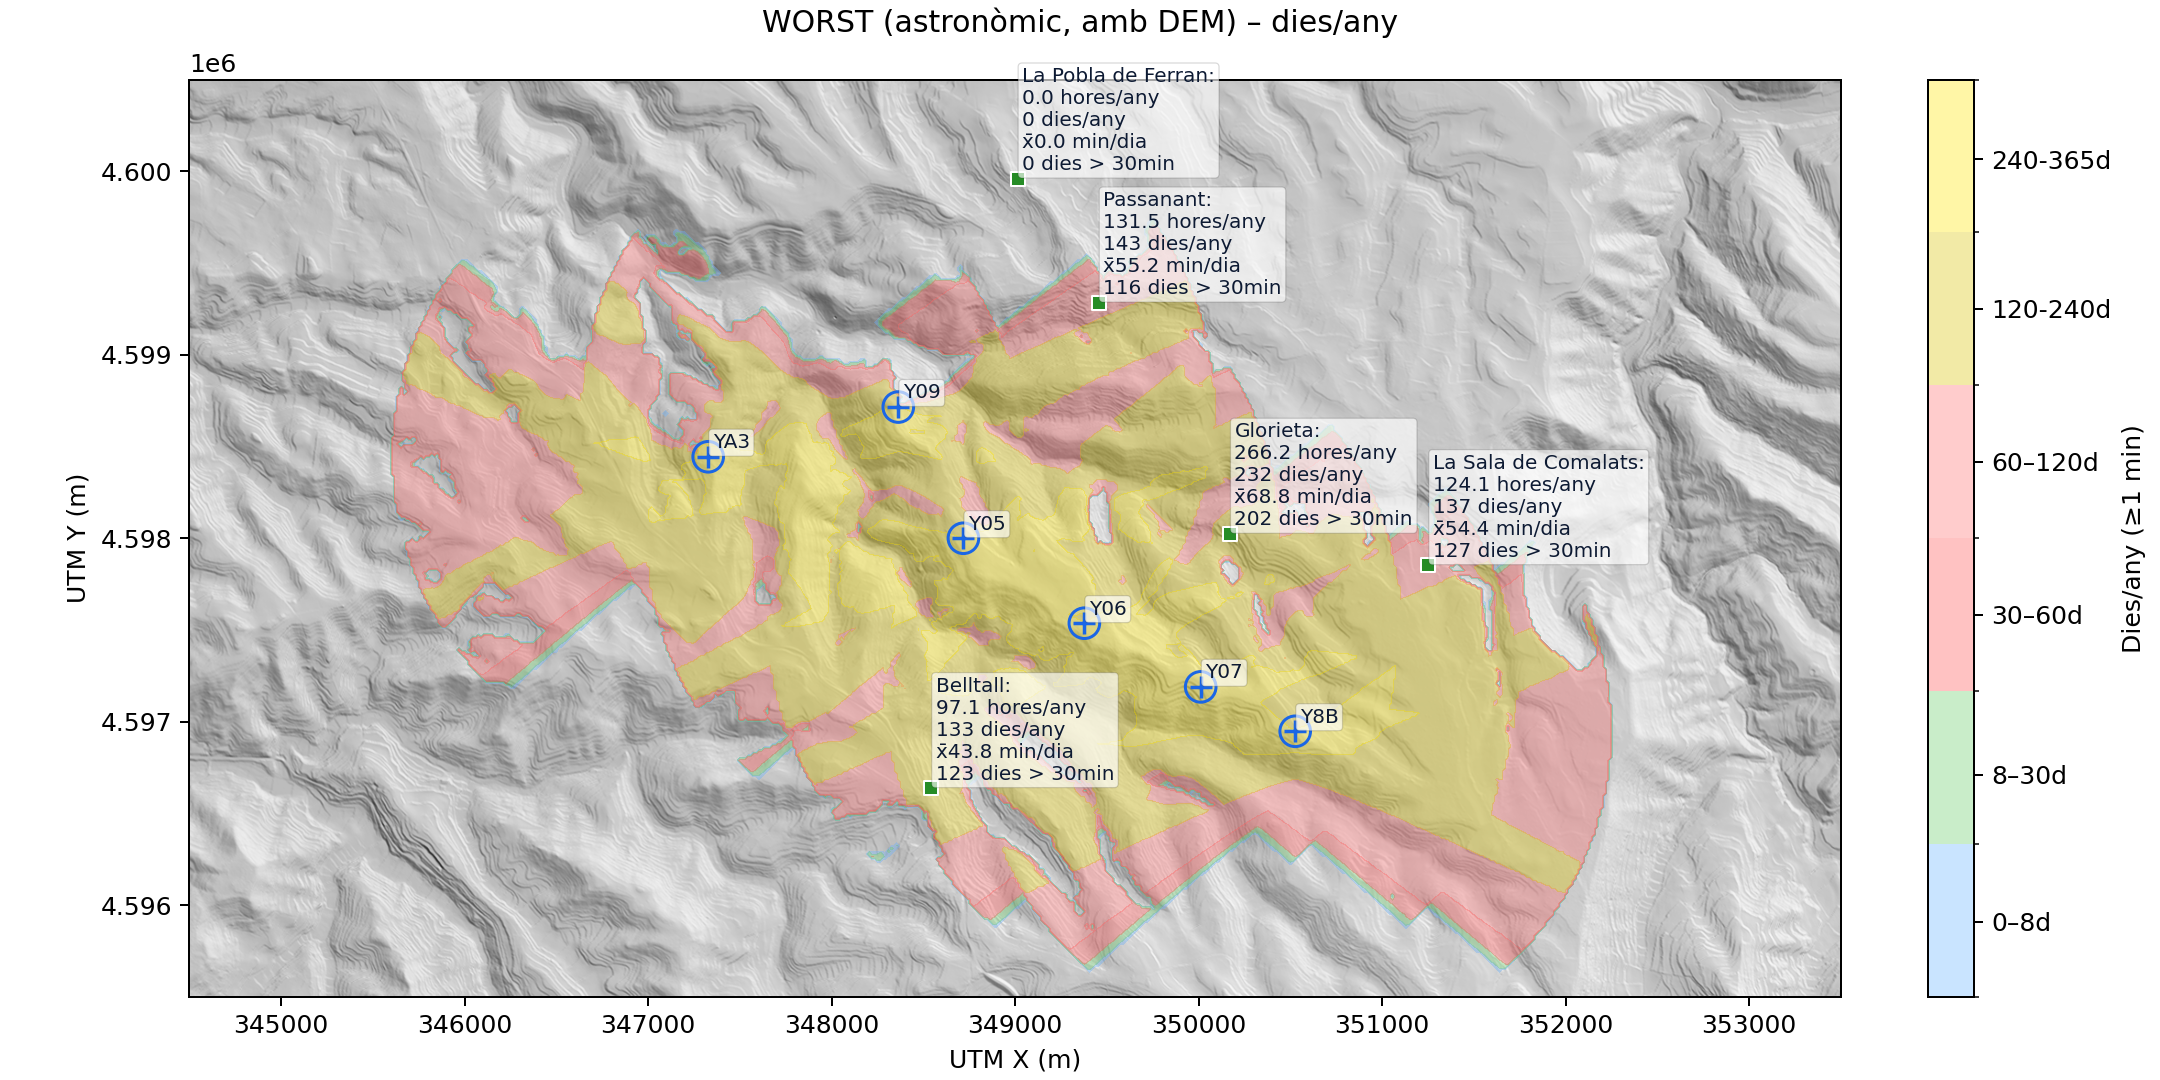 WORST (astronòmic, amb DEM) – dies/any
1e6
La Pobla de Ferran:
0.0 hores/any
0 dies/any
x̄0.0 min/dia
0 dies > 30min
Passanant:
131.5 hores/any
143 dies/any
x̄55.2 min/dia
116 dies > 30min
Y09
YA3
Glorieta:
266.2 hores/any
232 dies/any
x̄68.8 min/dia
202 dies > 30min
La Sala de Comalats:
124.1 hores/any
137 dies/any
x̄54.4 min/dia
127 dies > 30min
Y05
Y06
Y07
Y8B
Belltall:
97.1 hores/any
133 dies/any
x̄43.8 min/dia
123 dies > 30min
4.600
4.599
4.598
4.597
4.596
UTM Y (m)
345000
346000
347000
348000
349000
350000
351000
352000
353000
UTM X (m)
240-365d
120-240d
60–120d
30–60d
8–30d
0–8d
Dies/any (≥1 min)